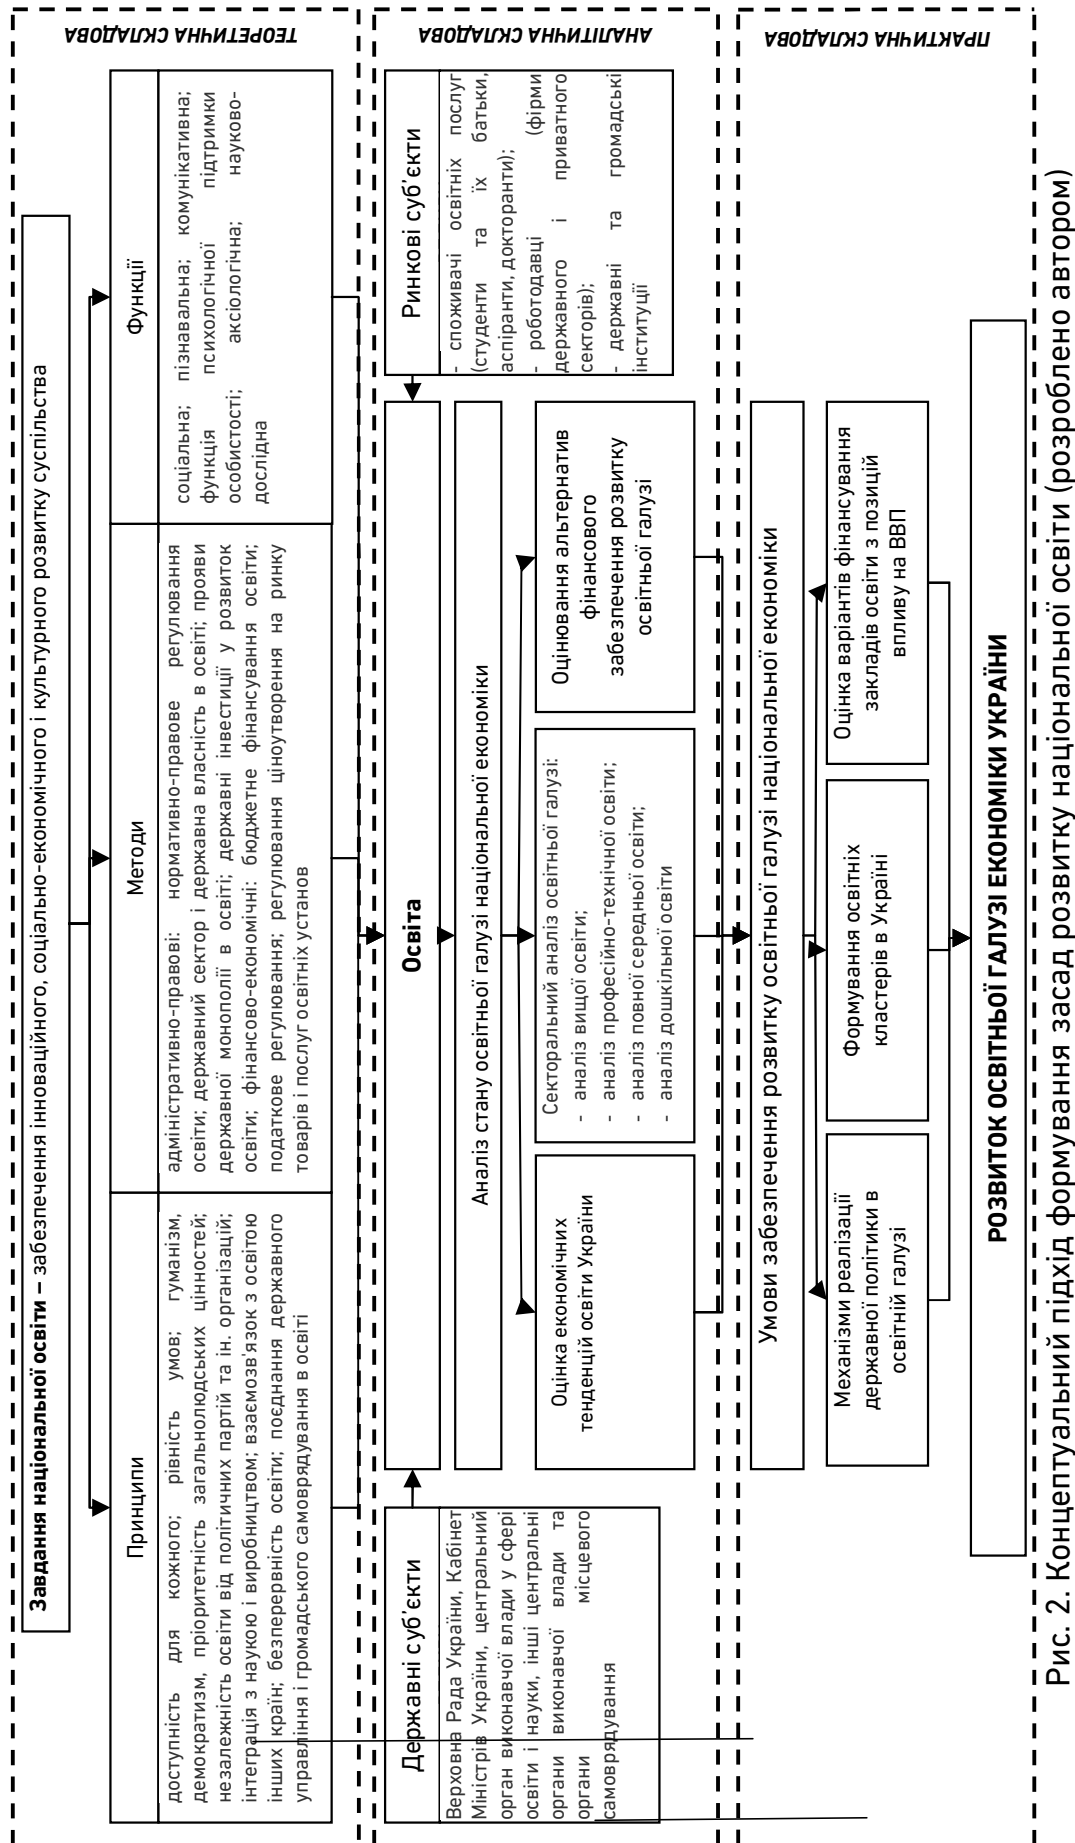 ТЕОРЕТИЧНА СКЛАДОВА
Завдання національної освіти – забезпечення інноваційного, соціально-економічного і культурного розвитку суспільства
Принципи
доступність для кожного; рівність умов; гуманізм,
демократизм, пріоритетність загальнолюдських цінностей;
незалежність освіти від політичних партій та ін. організацій;
інтеграція з наукою і виробництвом; взаємозв'язок з освітою
інших країн; безперервність освіти; поєднання державного
управління і громадського самоврядування в освіті
Методи
адміністративно-правові: нормативно-правове регулювання
освіти; державний сектор і державна власність в освіті; прояви
державної монополії в освіті; державні інвестиції у розвиток
освіти; фінансово-економічні: бюджетне фінансування освіти;
податкове регулювання; регулювання ціноутворення на ринку
товарів і послуг освітніх установ
Функції
соціальна; пізнавальна; комунікативна;
функція психологічної підтримки
особистості; аксіологічна; науково-
дослідна
АНАЛІТИЧНА СКЛАДОВА
Державні суб’єкти
Верховна Рада України, Кабінет
Міністрів України, центральний
орган виконавчої влади у сфері
освіти і науки, інші центральні
органи виконавчої влади та
органи місцевого
самоврядування
Освіта
Ринкові суб’єкти
- споживачі освітніх послуг
(студенти та їх батьки,
аспіранти, докторанти);
- роботодавці (фірми
державного і приватного
секторів);
- державні та громадські
інституції
Аналіз стану освітньої галузі національної економіки
Оцінка економічних
тенденцій освіти України
Секторальний аналіз освітньої галузі:
- аналіз вищої освіти;
- аналіз професійно-технічної освіти;
- аналіз повної середньої освіти;
- аналіз дошкільної освіти
Оцінювання альтернатив
фінансового
забезпечення розвитку
освітньої галузі
ПРАКТИЧНА СКЛАДОВА
Умови забезпечення розвитку освітньої галузі національної економіки
Механізми реалізації
державної політики в
освітній галузі
Формування освітніх
кластерів в Україні
Оцінка варіантів фінансування
закладів освіти з позицій
впливу на ВВП
РОЗВИТОК ОСВІТНЬОЇ ГАЛУЗІ ЕКОНОМІКИ УКРАЇНИ
Рис. 2. Концептуальний підхід формування засад розвитку національної освіти (розроблено автором)